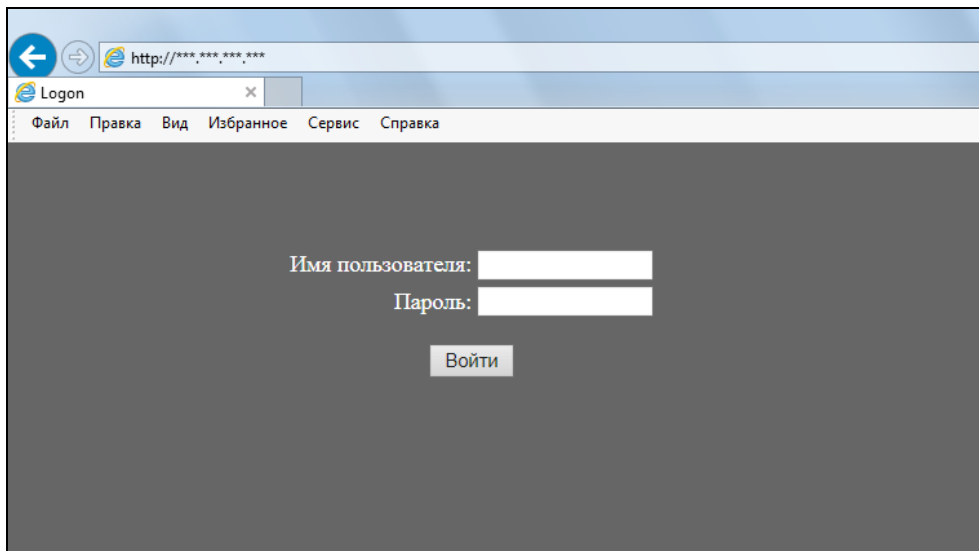 http://***.***.***.***
Logon
Файл Правка Вид Избранное Сервис Справка
Имя пользователя:
Пароль:
Войти